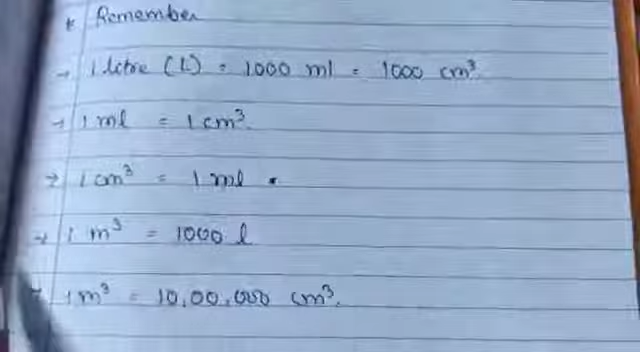 * Remember
→ 1 litre (L) = 1000 ml = 1000 cm³.
→ 1 ml = 1 cm³.
→ 1 cm³ = 1 ml .
→ 1 m³ = 1000 l
→ 1 m³ = 10,00,000 cm³.